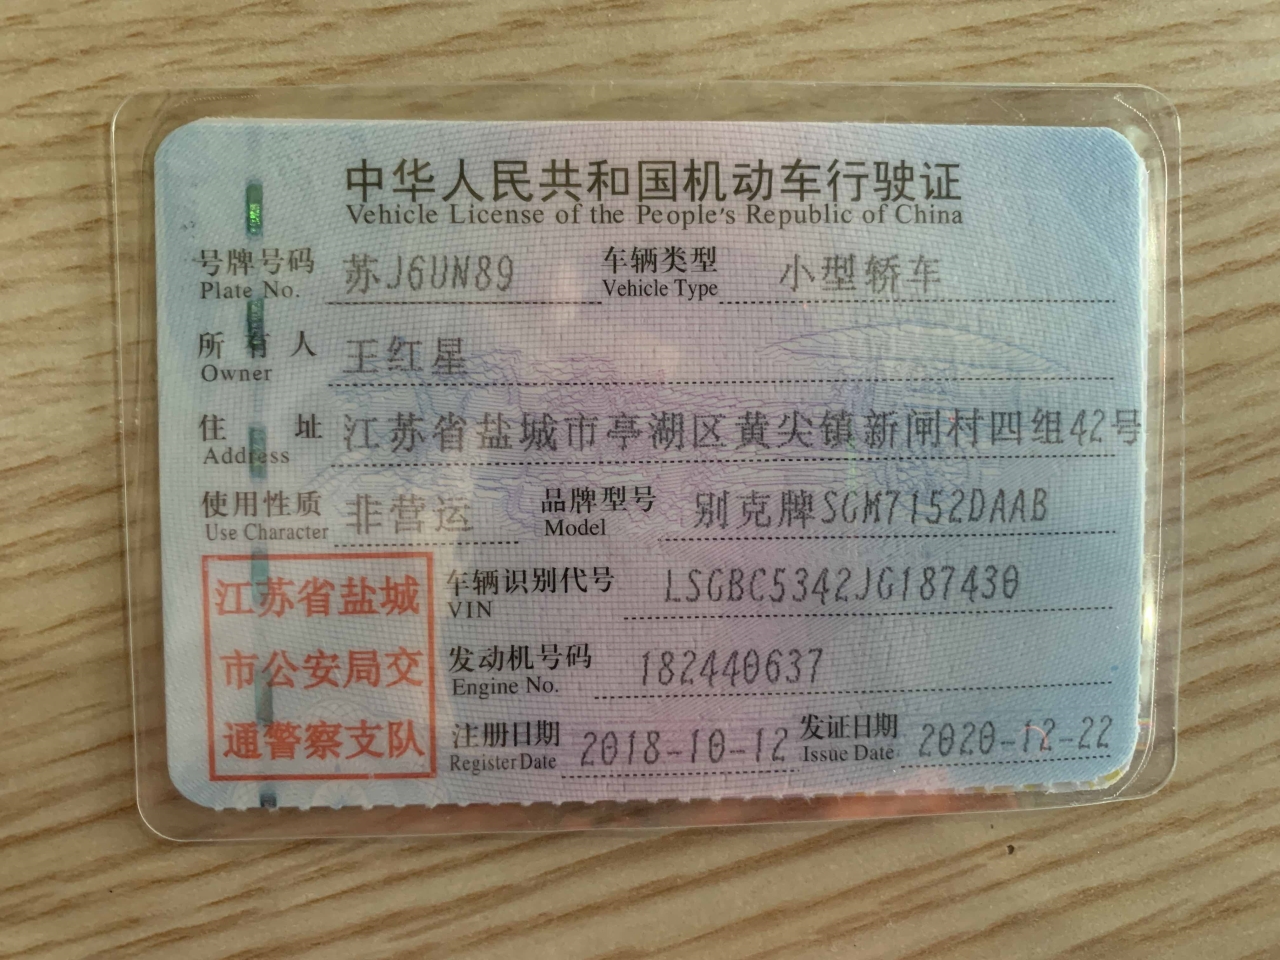 中华人民共和国机动车行驶证
Vehicle License of the People's Republic of China
号牌号码 苏J6UN89 车辆类型 小型轿车
Plate No. Vehicle Type
所有人 王红星
Owner
住址 江苏省盐城市亭湖区黄尖镇新闸村四组42号
Address
使用性质 非营运 品牌型号 别克牌SGM7152DAAB
Use Character Model
江苏省盐城
市公安局交
通警察支队
车辆识别代号 LSGBC5342JG187430
VIN
发动机号码 182440637
Engine No.
注册日期 2018-10-12 发证日期 2020-12-22
Register Date Issue Date